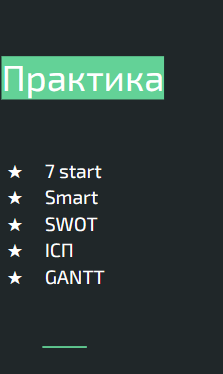 Практика
★ 7 start
★ Smart
★ SWOT
★ ІСП
★ GANTT